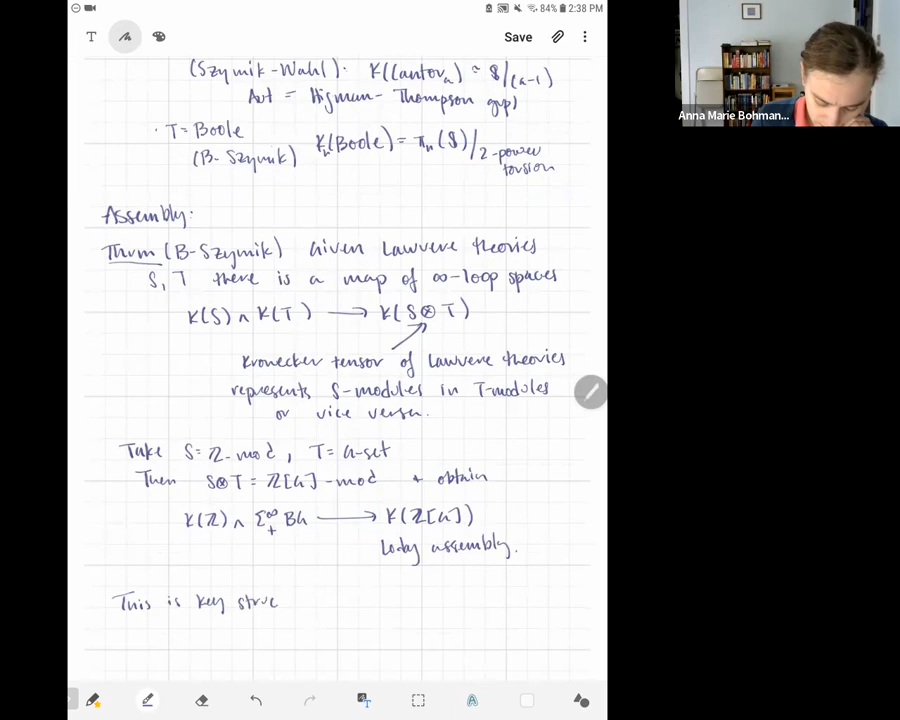 84% 2:38 PM
T
Save
Anna Marie Bohman...
(Szymik-Wahl). K(Cantor_a) ≃ S/(a-1)
Aut = Higman-Thompson grp)
· T = Boole
(B-Szymik) K_n(Boole) = π_n(S)/2-power
torsion
Assembly:
Thm (B-Szymik) Given Lawvere theories
S, T there is a map of ∞-loop spaces
K(S) ∧ K(T) → K(S⊗T)
Kronecker tensor of Lawvere theories
represents S-modules in T-modules
or vice versa.
Take S = Z-mod, T = G-set
Then S⊗T = Z[G]-mod + obtain
K(Z) ∧ Σ^∞_+ BG → K(Z[G])
Loday assembly.
This is key struc